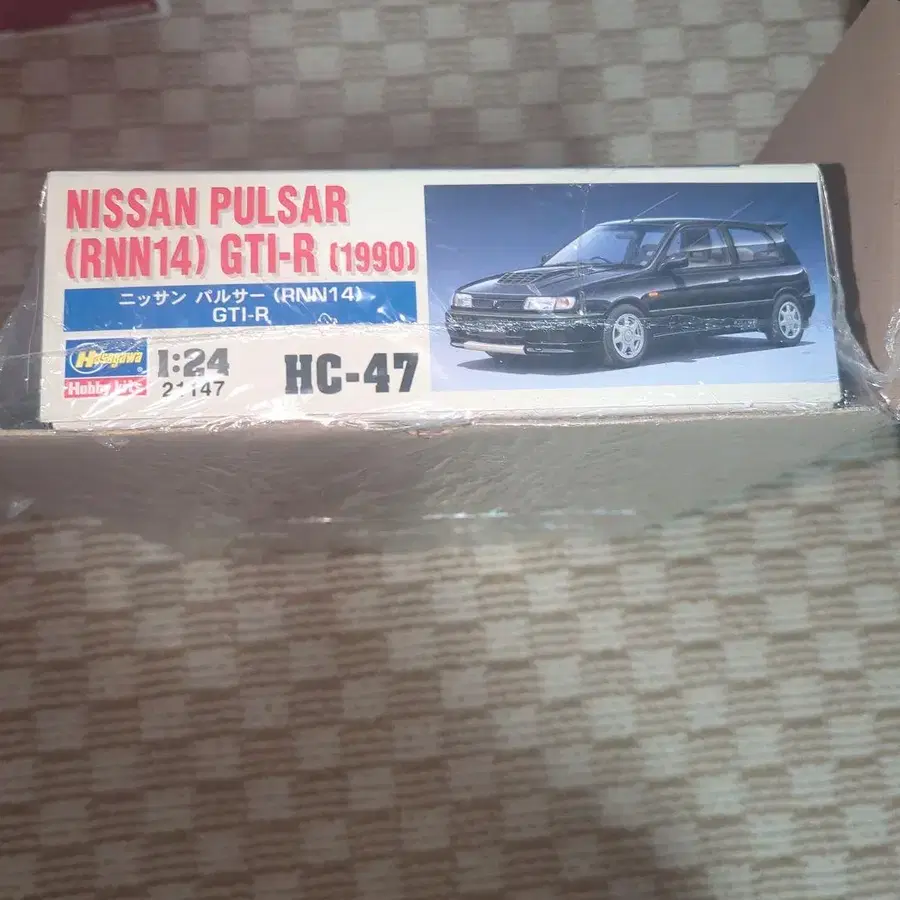 NISSAN PULSAR
(RNN14) GTI-R (1990)
ニッサン パルサー (RNN14)
GTI-R
Hasegawa
Hobby kits
1:24
21147
HC-47